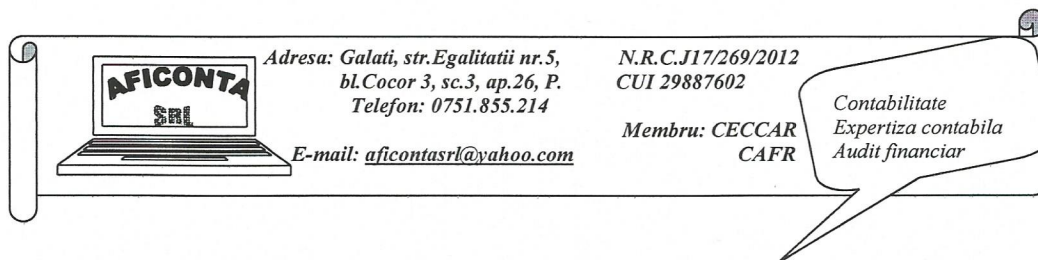 AFICONTA
SRL
Adresa: Galati, str.Egalitatii nr.5,
bl.Cocor 3, sc.3, ap.26, P.
Telefon: 0751.855.214
E-mail: aficontasrl@yahoo.com
N.R.C.J17/269/2012
CUI 29887602
Membru: CECCAR
CAFR
Contabilitate
Expertiza contabila
Audit financiar